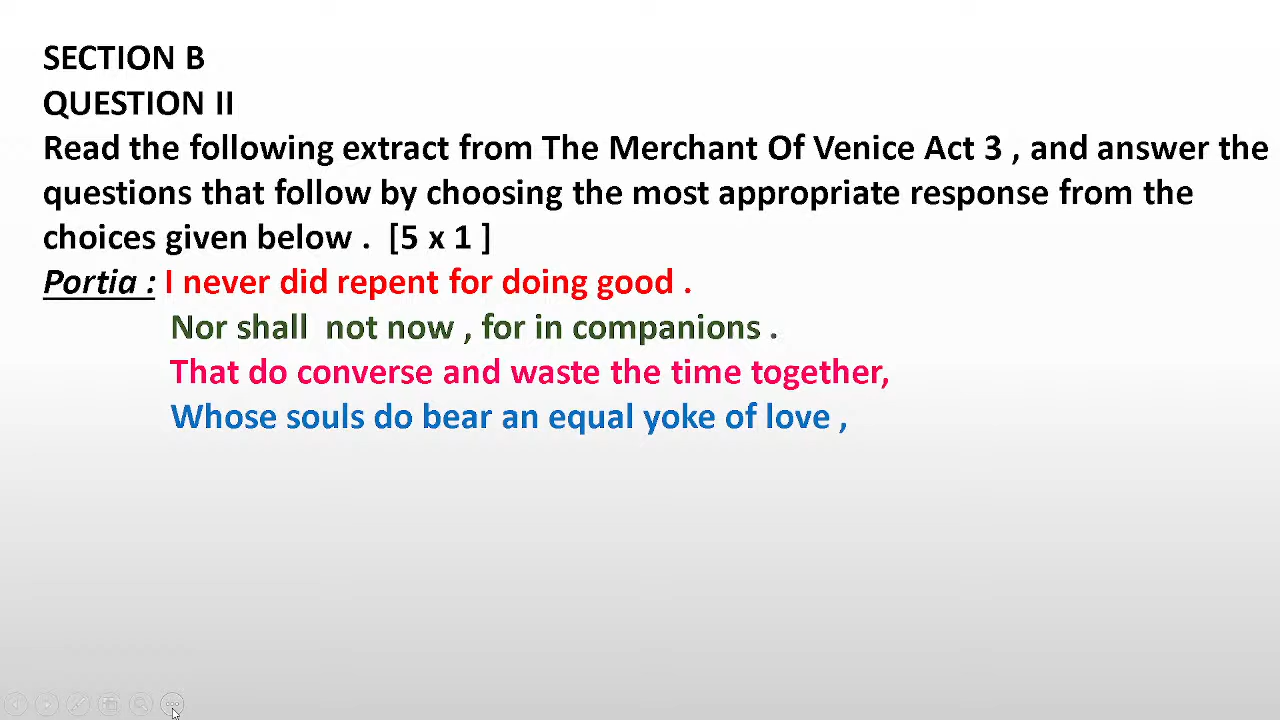 SECTION B
QUESTION II
Read the following extract from The Merchant Of Venice Act 3 , and answer the
questions that follow by choosing the most appropriate response from the
choices given below . [5 x 1 ]
Portia : I never did repent for doing good .
Nor shall not now , for in companions .
That do converse and waste the time together,
Whose souls do bear an equal yoke of love ,